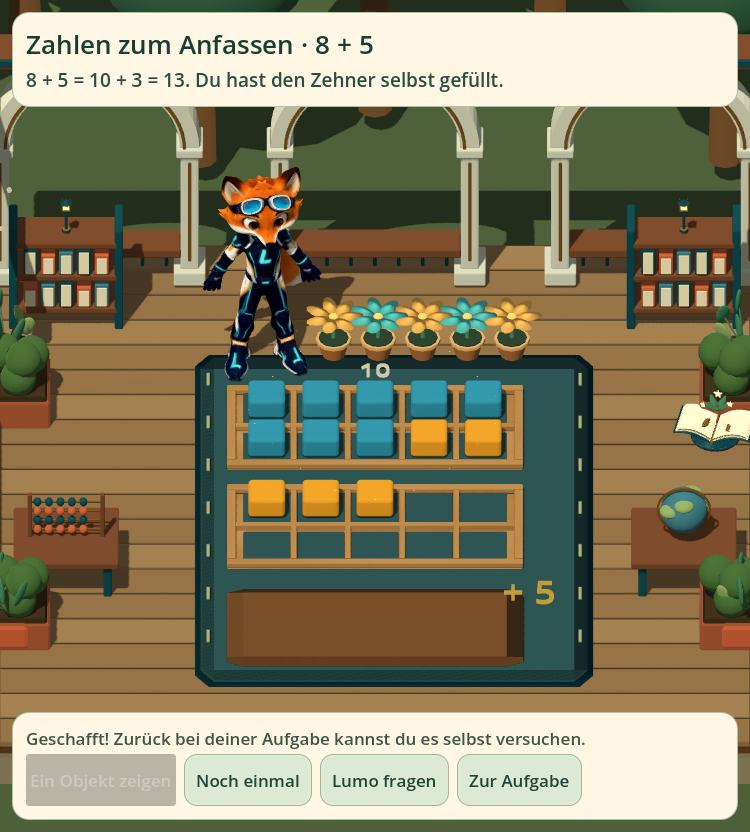 Zahlen zum Anfassen · 8 + 5
8 + 5 = 10 + 3 = 13. Du hast den Zehner selbst gefüllt.
L
10
+ 5
Geschafft! Zurück bei deiner Aufgabe kannst du es selbst versuchen.
Ein Objekt zeigen
Noch einmal
Lumo fragen
Zur Aufgabe